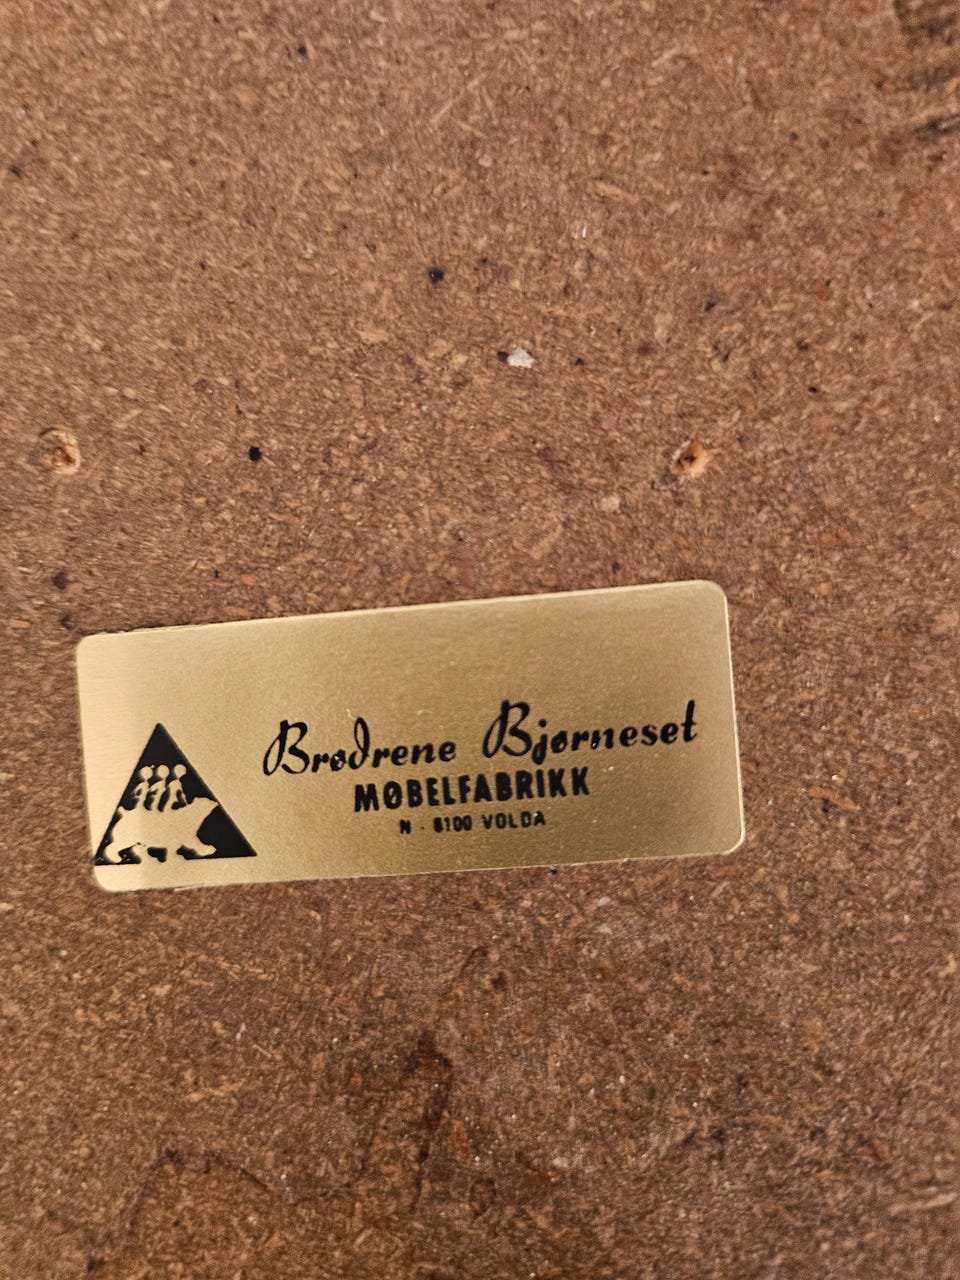 Brødrene Bjørneset
MØBELFABRIKK
N - 6100 VOLDA